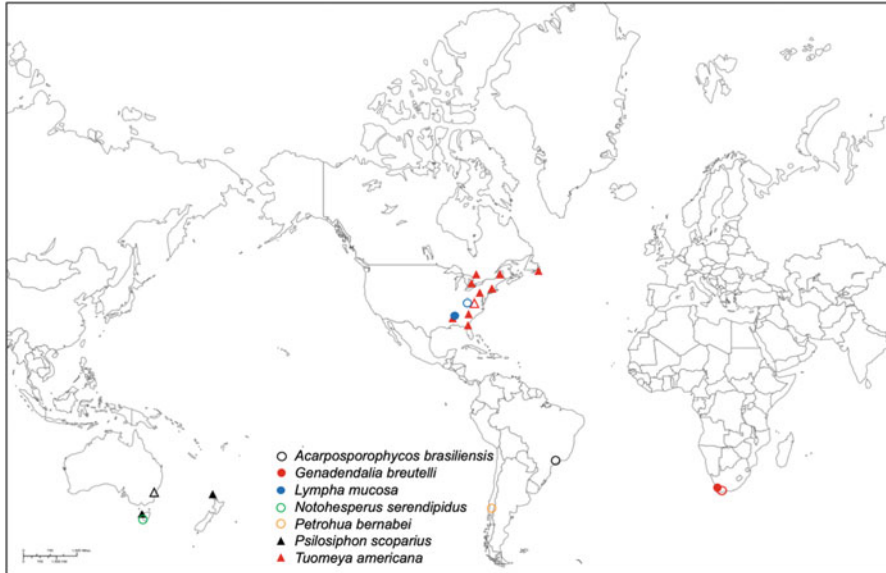 Acarposporophycos brasiliensis
Genadendalia breutelli
Lympha mucosa
Notohesperus serendipidus
Petrohua bernabei
Psilosiphon scoparius
Tuomeya americana